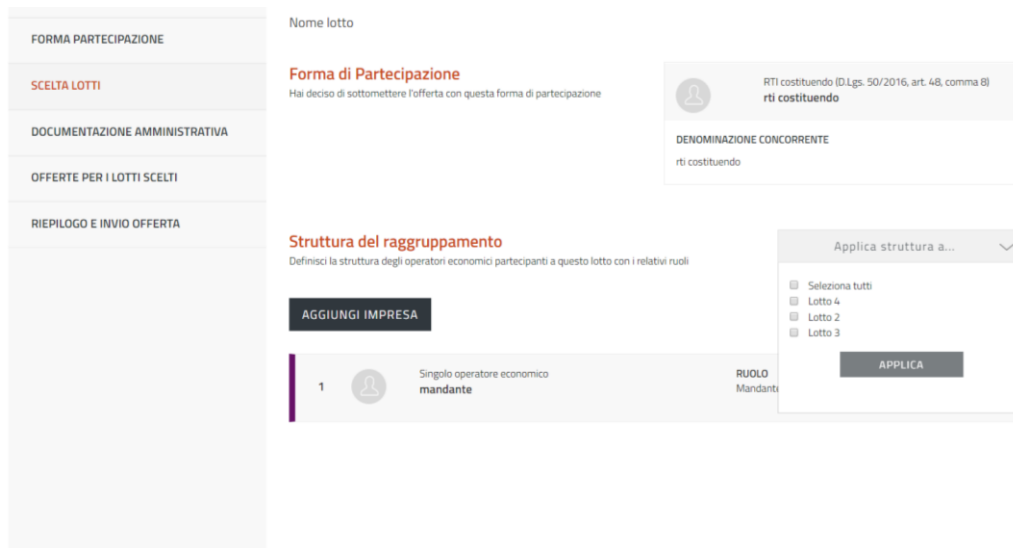 FORMA PARTECIPAZIONE
SCELTA LOTTI
DOCUMENTAZIONE AMMINISTRATIVA
OFFERTE PER I LOTTI SCELTI
RIEPILOGO E INVIO OFFERTA
Nome lotto
Forma di Partecipazione
Hai deciso di sottomettere l'offerta con questa forma di partecipazione
RTI costituendo (D.Lgs. 50/2016, art. 48, comma 8)
rti costituendo
DENOMINAZIONE CONCORRENTE
rti costituendo
Struttura del raggruppamento
Definisci la struttura degli operatori economici partecipanti a questo lotto con i relativi ruoli
Applica struttura a...
Seleziona tutti
Lotto 4
Lotto 2
Lotto 3
APPLICA
AGGIUNGI IMPRESA
1
Singolo operatore economico
mandante
RUOLO
Mandante